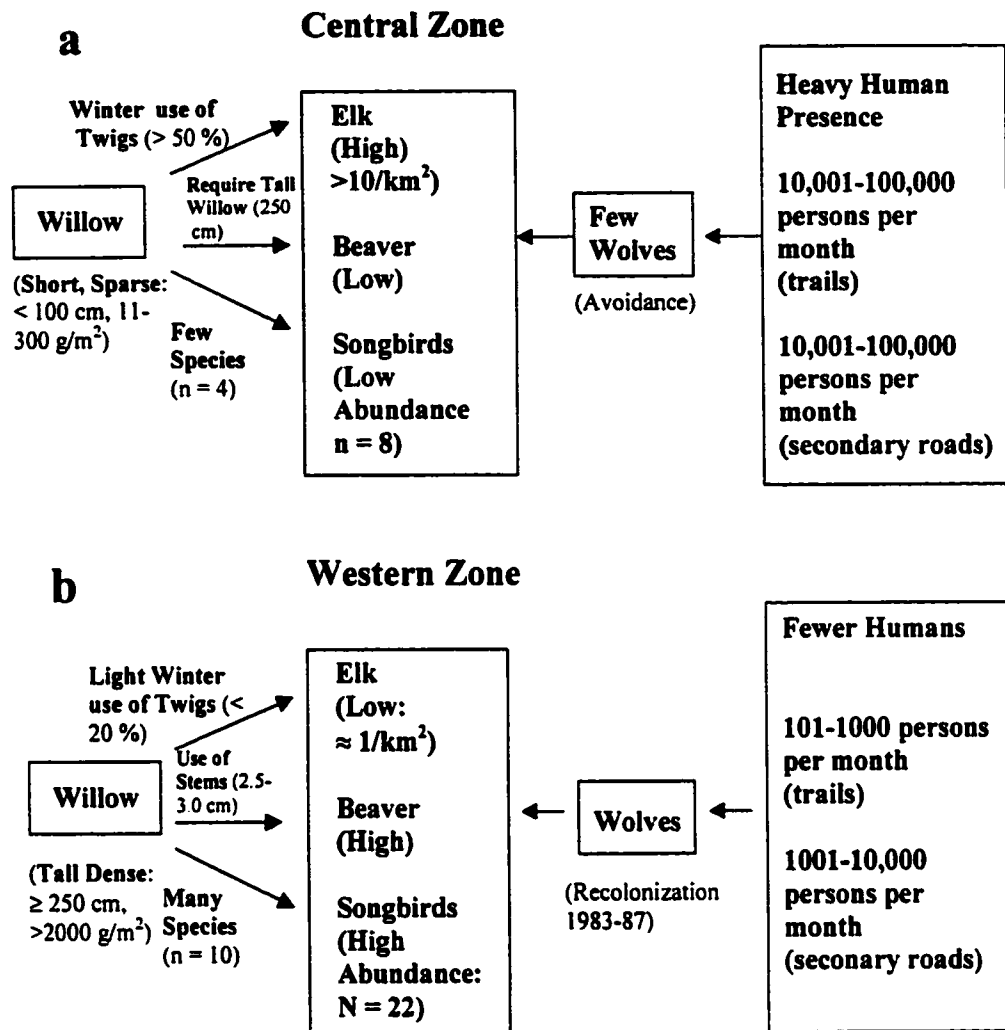 a
Central Zone
Winter use of
Twigs (> 50 %)
Require Tall
Willow (250
cm)
Willow
(Short, Sparse:
< 100 cm, 11-
300 g/m²)
Few
Species
(n = 4)
Elk
(High)
>10/km²)
Beaver
(Low)
Songbirds
(Low
Abundance
n = 8)
Few
Wolves
(Avoidance)
Heavy Human
Presence
10,001-100,000
persons per
month
(trails)
10,001-100,000
persons per
month
(secondary roads)
b
Western Zone
Light Winter
use of Twigs (<
20 %)
Use of
Stems (2.5-
3.0 cm)
Willow
(Tall Dense:
≥ 250 cm,
>2000 g/m²)
Many
Species
(n = 10)
Elk
(Low:
≈ 1/km²)
Beaver
(High)
Songbirds
(High
Abundance:
N = 22)
Wolves
(Recolonization
1983-87)
Fewer Humans
101-1000 persons
per month
(trails)
1001-10,000
persons per
month
(seconary roads)